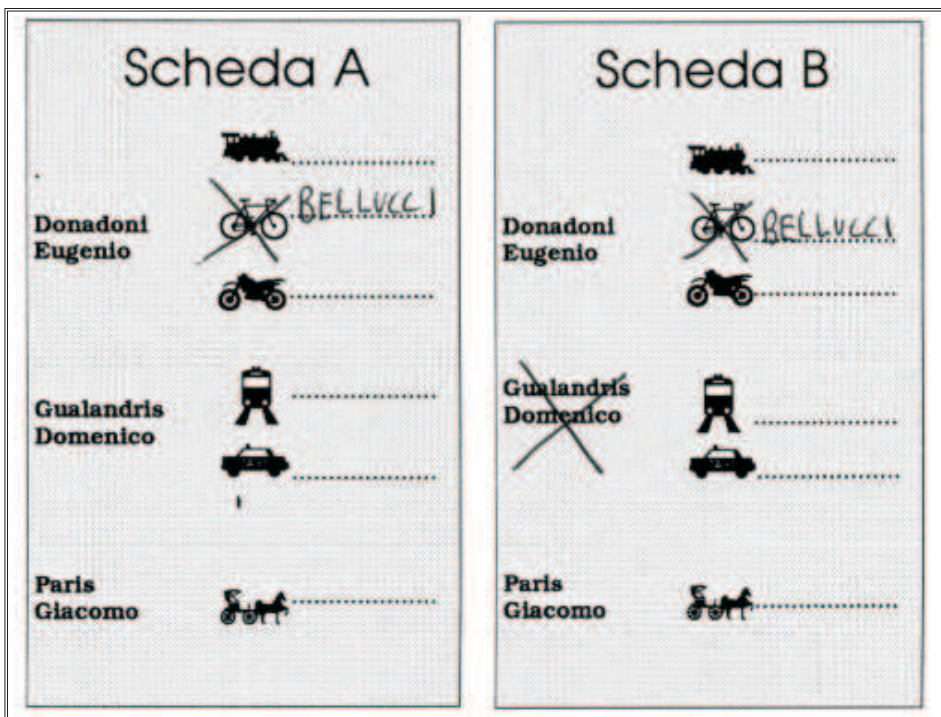 Scheda A
BELLUCCI
Donadoni
Eugenio
Gualandris
Domenico
Paris
Giacomo
Scheda B
Donadoni
Eugenio
BELLUCCI
Gualandris
Domenico
Paris
Giacomo